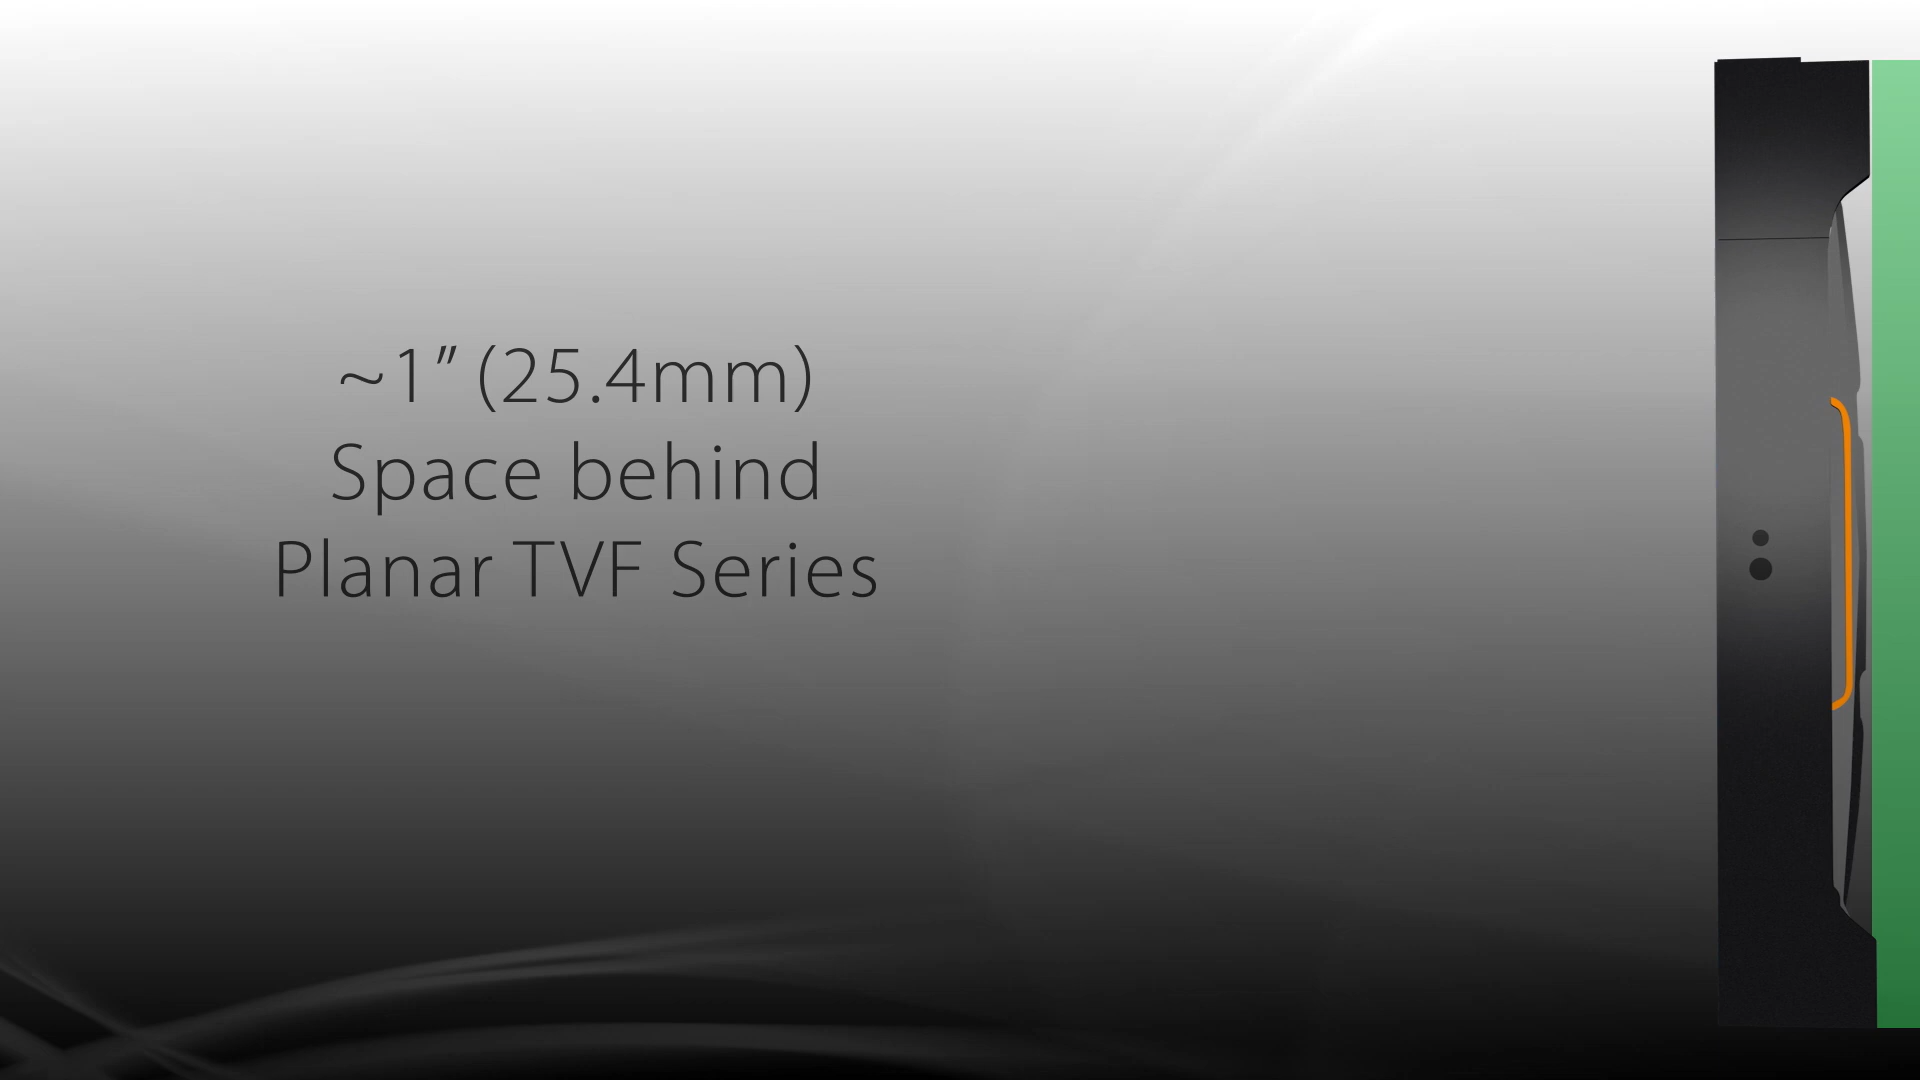 ~1” (25.4mm)
Space behind
Planar TVF Series